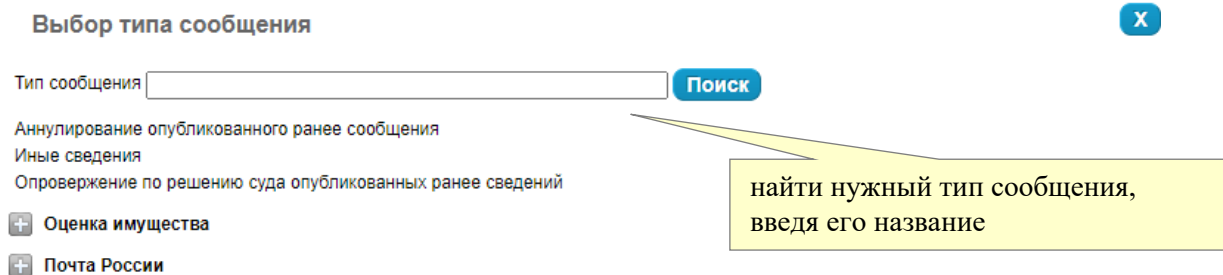 Выбор типа сообщения
X
Тип сообщения
Поиск
Аннулирование опубликованного ранее сообщения
Иные сведения
Опровержение по решению суда опубликованных ранее сведений
найти нужный тип сообщения,
введя его название
Оценка имущества
Почта России